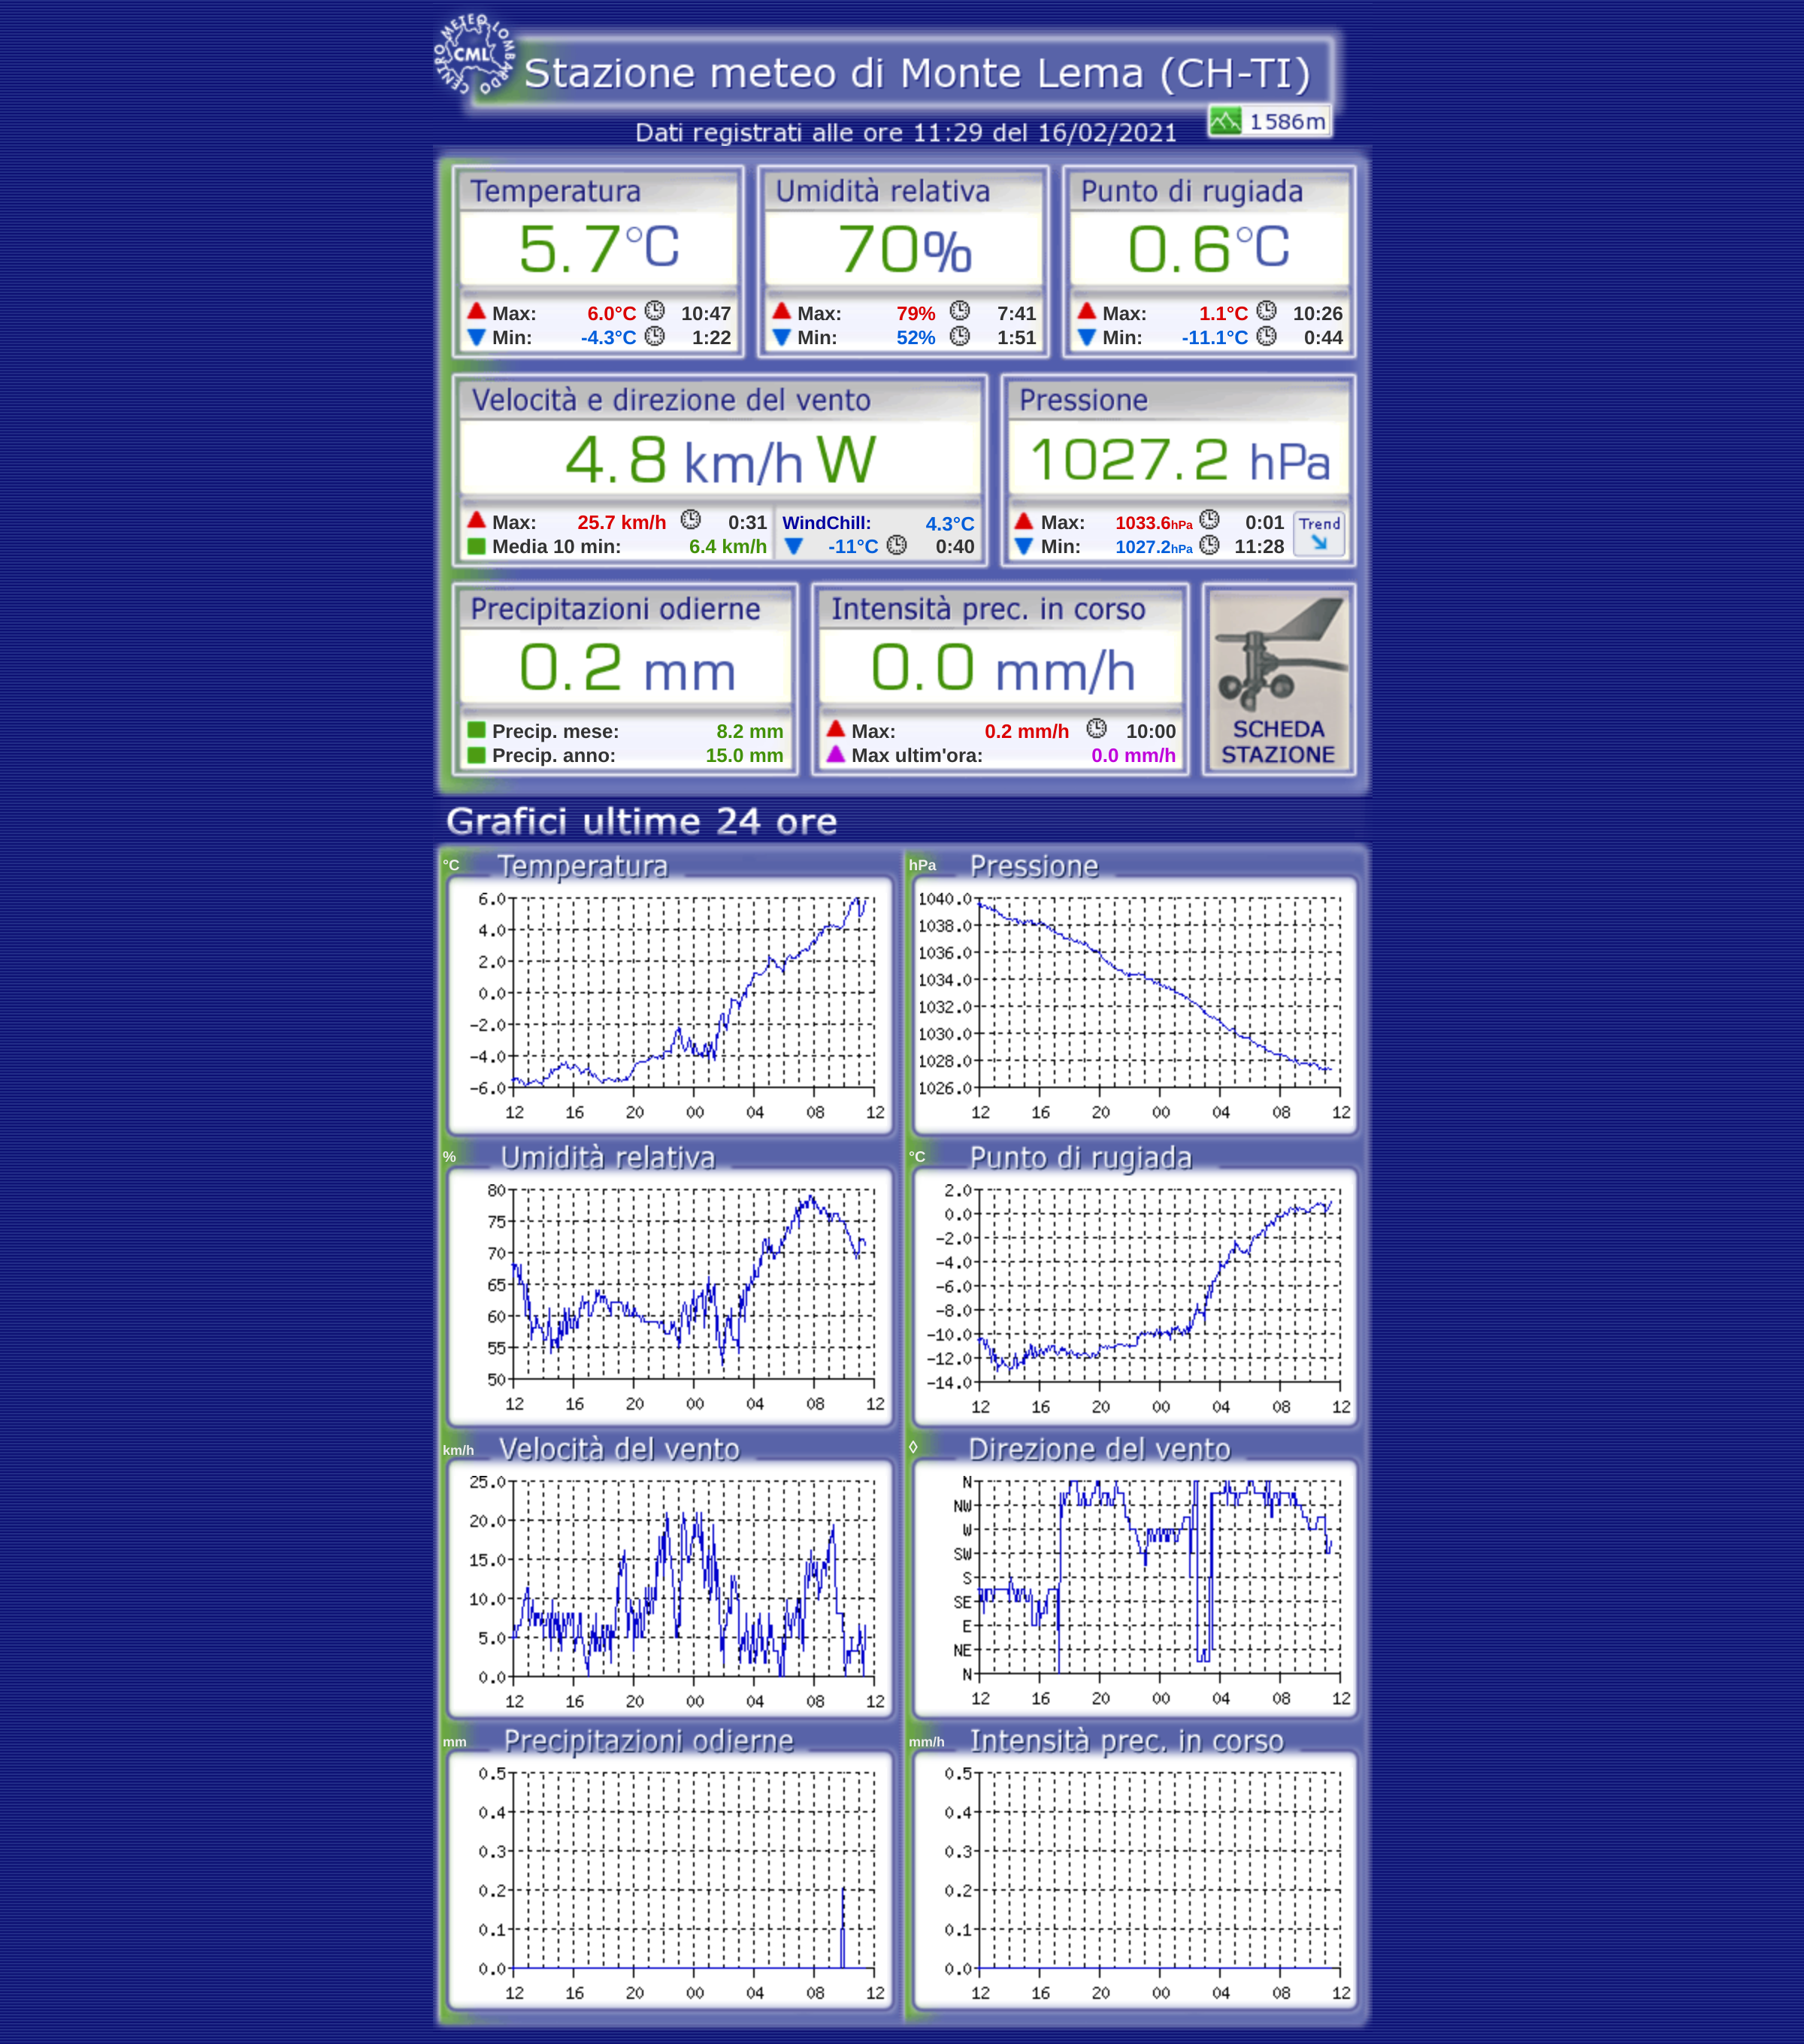 CENTRO METEO LOMBARDO
CML
Stazione meteo di Monte Lema (CH-TI)
1586m
Dati registrati alle ore 11:29 del 16/02/2021
Temperatura
5.7°C
Max: 6.0°C 10:47
Min: -4.3°C 1:22
Umidità relativa
70%
Max: 79% 7:41
Min: 52% 1:51
Punto di rugiada
0.6°C
Max: 1.1°C 10:26
Min: -11.1°C 0:44
Velocità e direzione del vento
4.8 km/h W
Max: 25.7 km/h 0:31
Media 10 min: 6.4 km/h
WindChill: 4.3°C
-11°C 0:40
Pressione
1027.2 hPa
Max: 1033.6hPa 0:01
Min: 1027.2hPa 11:28
Trend
Precipitazioni odierne
0.2 mm
Precip. mese: 8.2 mm
Precip. anno: 15.0 mm
Intensità prec. in corso
0.0 mm/h
Max: 0.2 mm/h 10:00
Max ultim'ora: 0.0 mm/h
SCHEDA
STAZIONE
Grafici ultime 24 ore
°C Temperatura
6.0
4.0
2.0
0.0
-2.0
-4.0
-6.0
12 16 20 00 04 08 12
hPa Pressione
1040.0
1038.0
1036.0
1034.0
1032.0
1030.0
1028.0
1026.0
12 16 20 00 04 08 12
% Umidità relativa
80
75
70
65
60
55
50
12 16 20 00 04 08 12
°C Punto di rugiada
2.0
0.0
-2.0
-4.0
-6.0
-8.0
-10.0
-12.0
-14.0
12 16 20 00 04 08 12
km/h Velocità del vento
25.0
20.0
15.0
10.0
5.0
0.0
12 16 20 00 04 08 12
◊ Direzione del vento
N
NW
W
SW
S
SE
E
NE
N
12 16 20 00 04 08 12
mm Precipitazioni odierne
0.5
0.4
0.3
0.2
0.1
0.0
12 16 20 00 04 08 12
mm/h Intensità prec. in corso
0.5
0.4
0.3
0.2
0.1
0.0
12 16 20 00 04 08 12